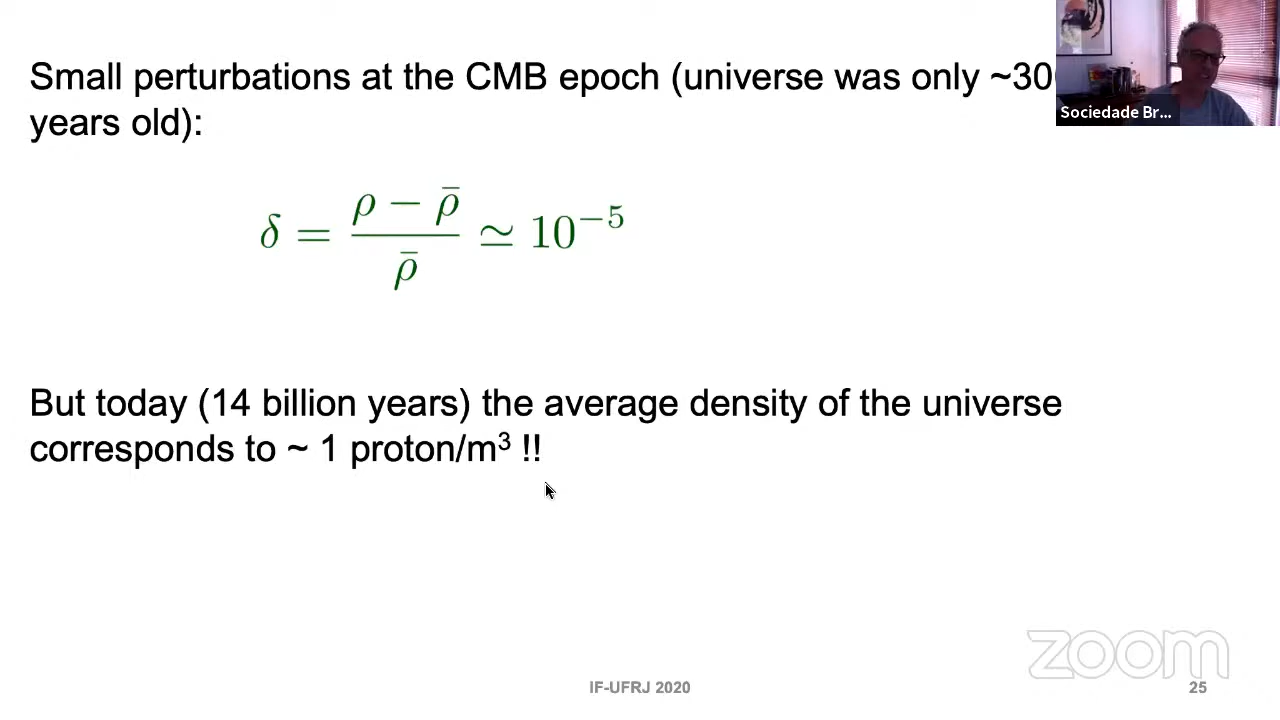 Small perturbations at the CMB epoch (universe was only ~30
years old):
Sociedade Br...
δ = (ρ − ρ̄)/ρ̄ ≃ 10⁻⁵
But today (14 billion years) the average density of the universe
corresponds to ~ 1 proton/m³ !!
zoom
IF-UFRJ 2020
25